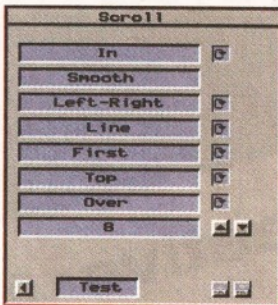 Scroll
In
Smooth
Left-Right
Line
First
Top
Over
8
Test